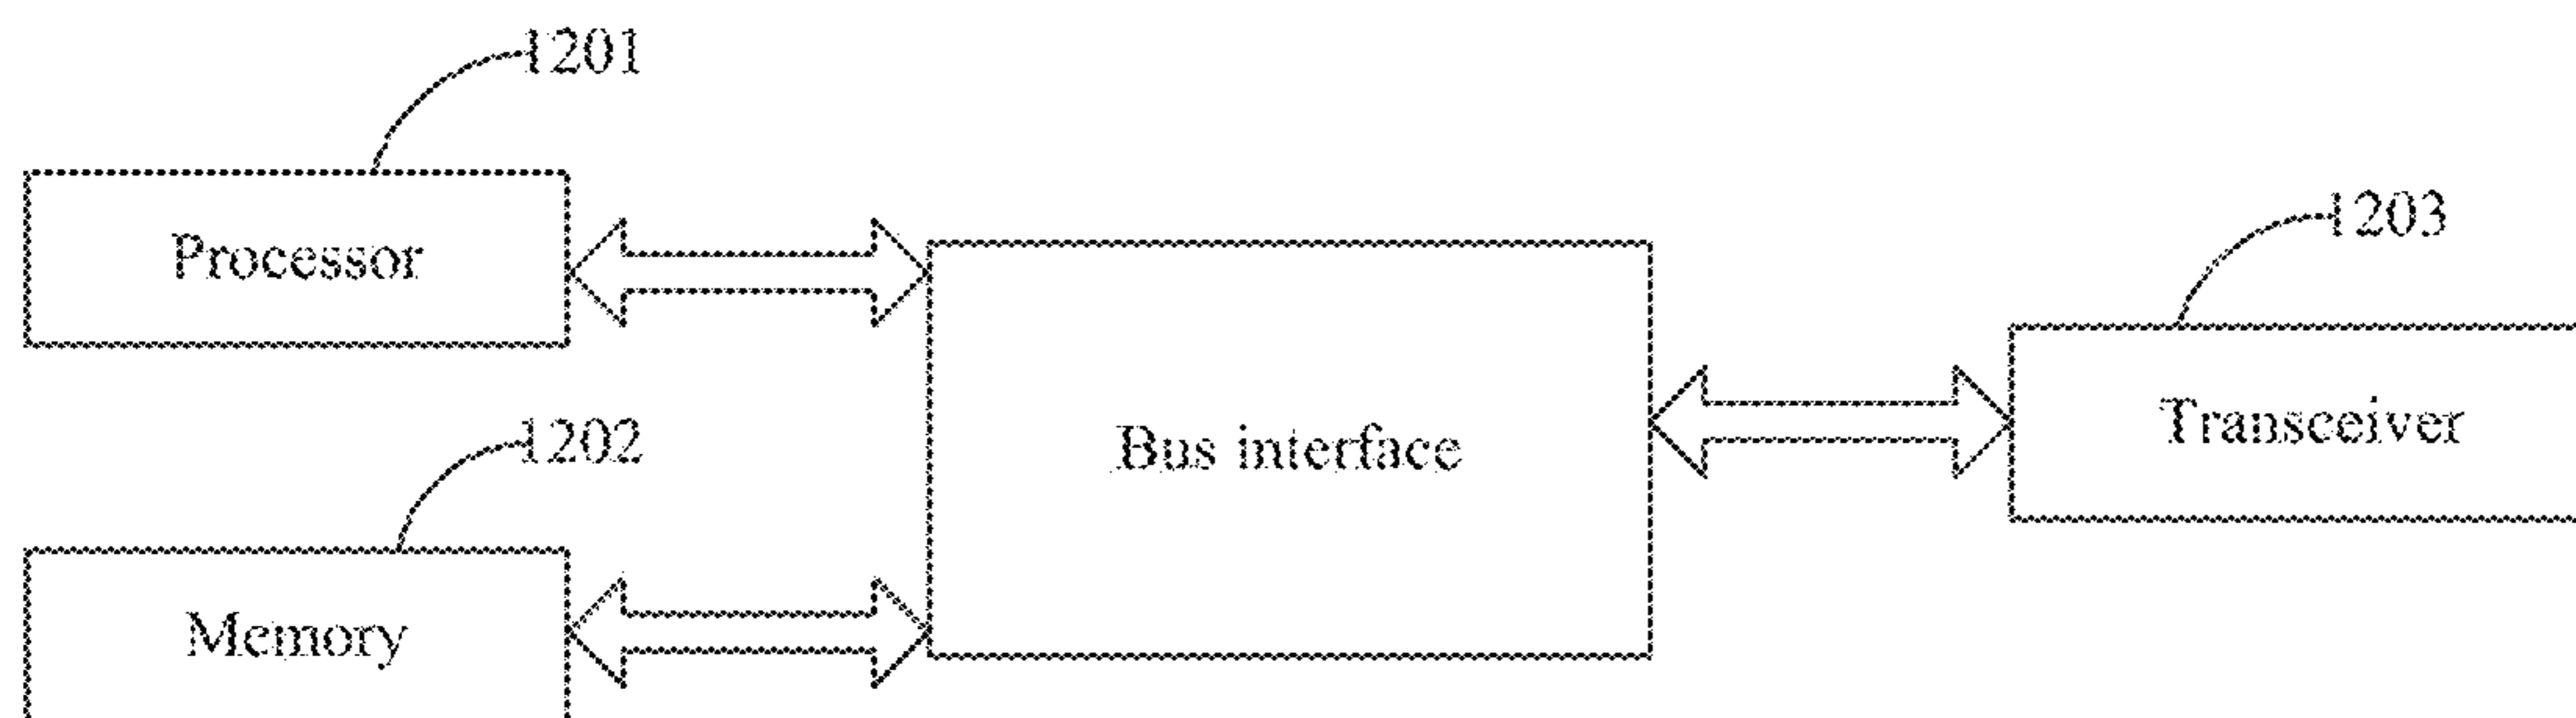 1201
Processor
1203
Transceiver
Bus interface
1202
Memory